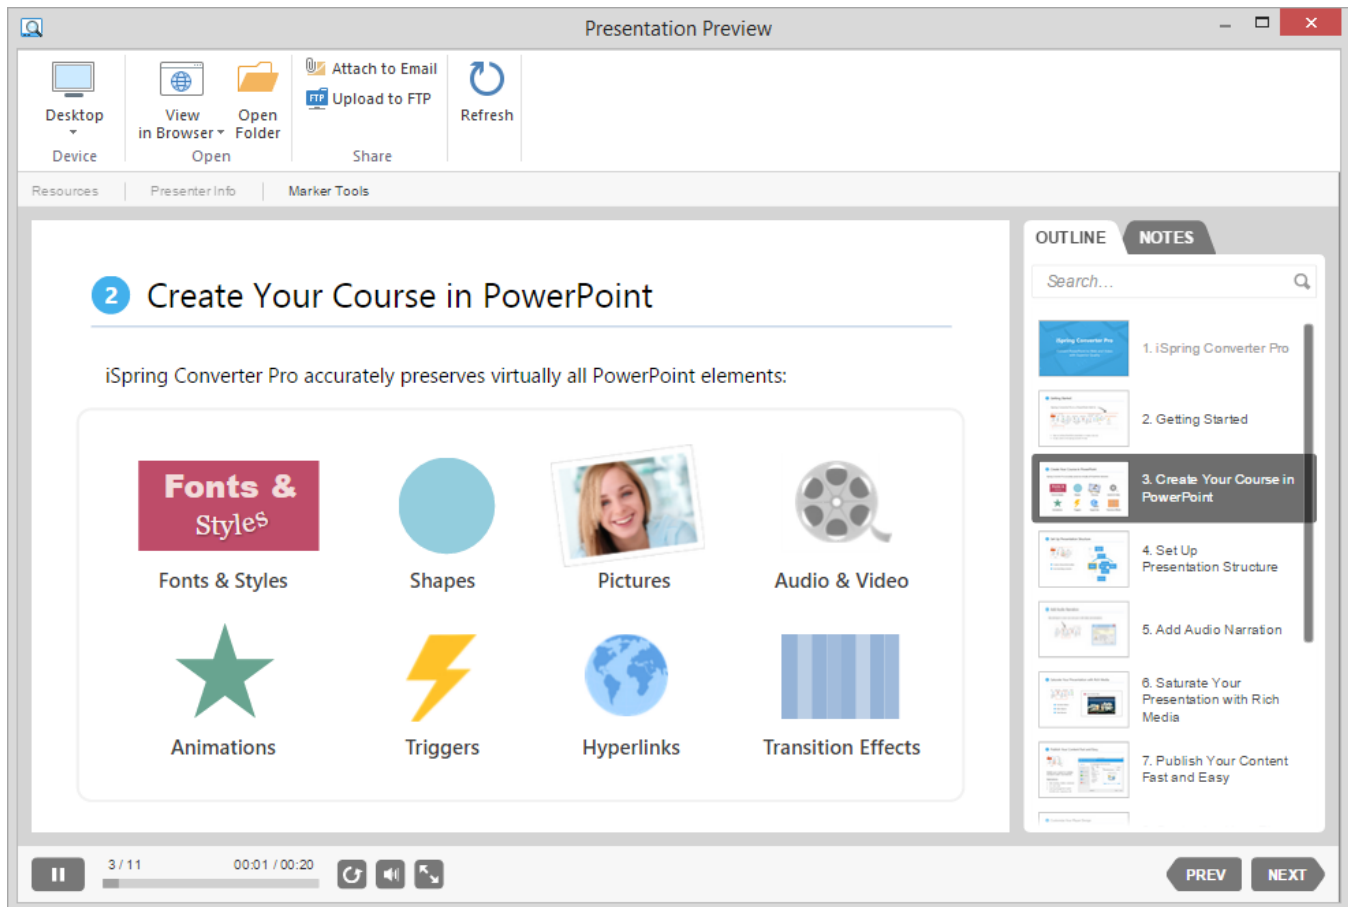 Presentation Preview
Desktop
Device
View
in Browser
Open
Folder
Open
Attach to Email
FTP Upload to FTP
Share
Refresh
Resources
Presenter Info
Marker Tools
2 Create Your Course in PowerPoint
iSpring Converter Pro accurately preserves virtually all PowerPoint elements:
Fonts &
Styles
Fonts & Styles
Shapes
Pictures
Audio & Video
Animations
Triggers
Hyperlinks
Transition Effects
OUTLINE
NOTES
Search...
iSpring Converter Pro
1. iSpring Converter Pro
2. Getting Started
3. Create Your Course in
PowerPoint
4. Set Up
Presentation Structure
5. Add Audio Narration
6. Saturate Your
Presentation with Rich
Media
7. Publish Your Content
Fast and Easy
3 / 11
00:01 / 00:20
PREV
NEXT